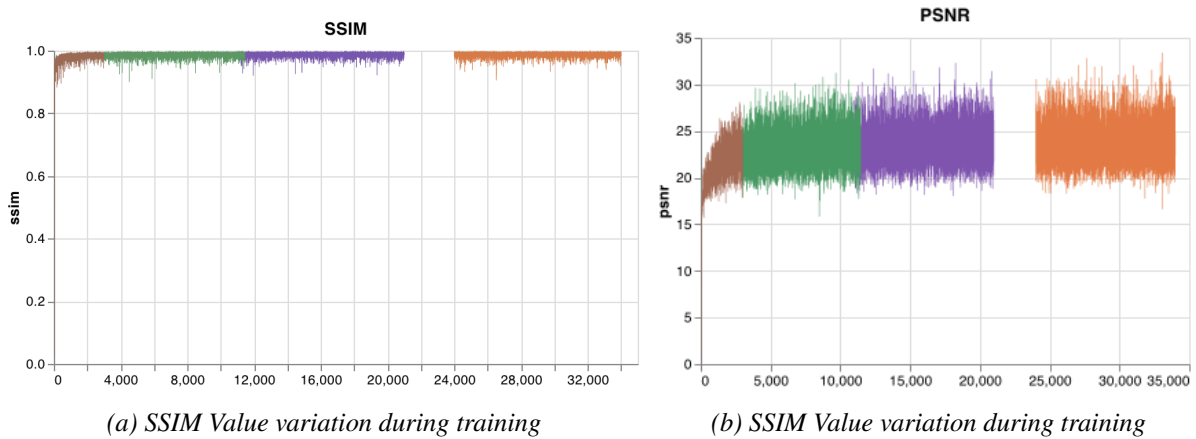 SSIM
1.0
0.8
0.6
0.4
0.2
0.0
ssim
0 4,000 8,000 12,000 16,000 20,000 24,000 28,000 32,000
(a) SSIM Value variation during training
PSNR
35
30
25
20
15
10
5
0
psnr
0 5,000 10,000 15,000 20,000 25,000 30,000 35,000
(b) SSIM Value variation during training